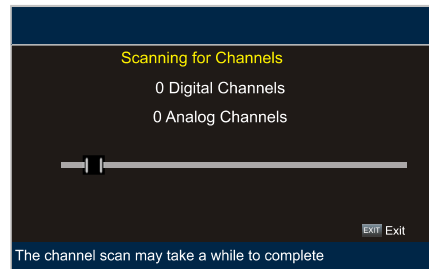 Scanning for Channels
0 Digital Channels
0 Analog Channels
EXIT Exit
The channel scan may take a while to complete